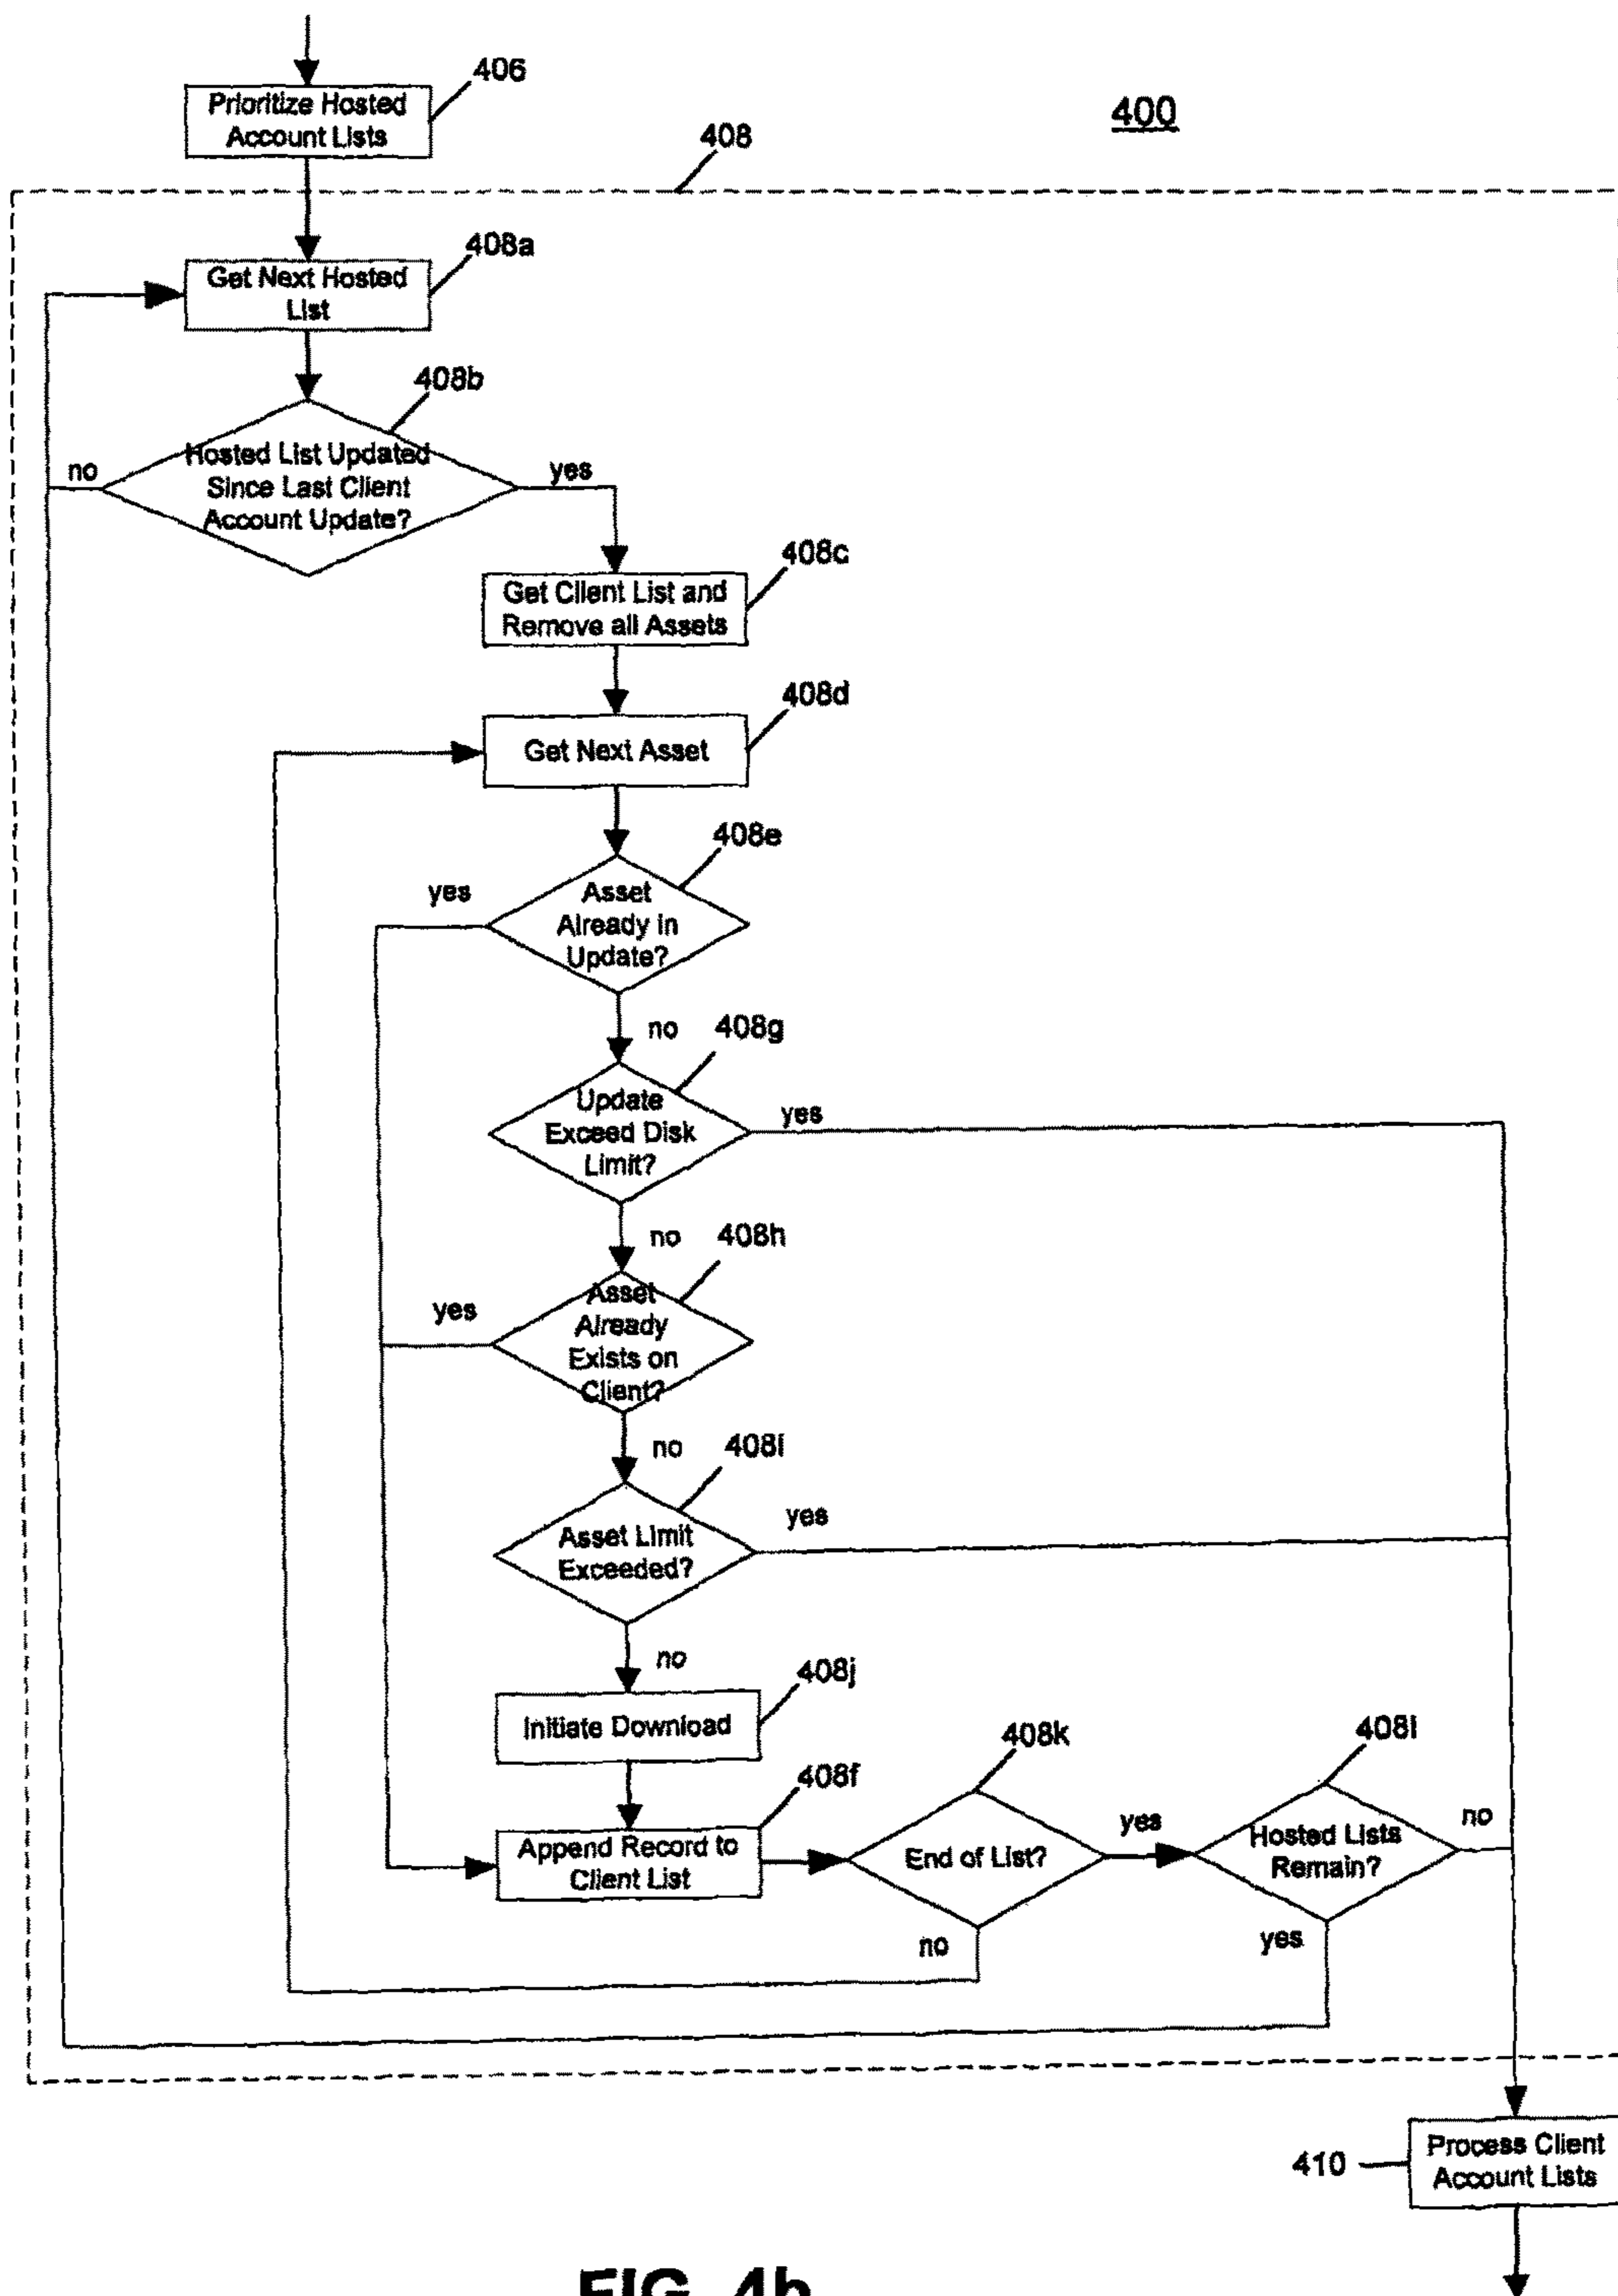 406
Prioritize Hosted
Account Lists
400
408
408a
Get Next Hosted
List
408b
Hosted List Updated
Since Last Client
Account Update?
no
yes
408c
Get Client List and
Remove all Assets
408d
Get Next Asset
408e
yes
Asset
Already in
Update?
no
408g
Update
Exceed Disk
Limit?
yes
no
408h
yes
Asset
Already
Exists on
Client?
no
408i
Asset Limit
Exceeded?
yes
no
408j
Initiate Download
408k
408l
408f
Append Record to
Client List
End of List?
yes
Hosted Lists
Remain?
no
no
yes
410
Process Client
Account Lists
FIG. 4b